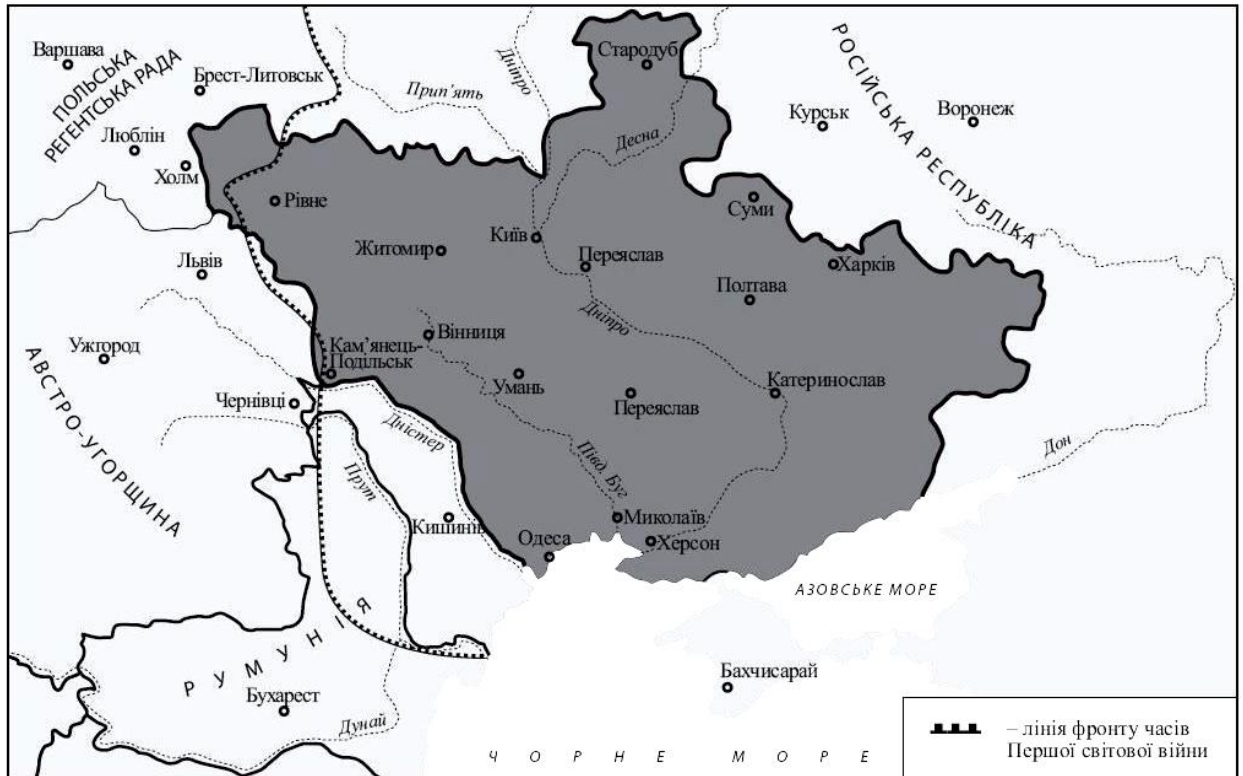 Варшава
ПОЛЬСЬКА
РЕГЕНТСЬКА РАДА
Брест-Литовськ
Люблін
Холм
Прип’ять
Дніпро
Стародуб
Десна
Курськ
Воронеж
РОСІЙСЬКА РЕСПУБЛІКА
Рівне
Суми
Київ
Житомир
Переяслав
Харків
Львів
Полтава
Дніпро
Вінниця
Ужгород
Кам’янець-
Подільськ
Умань
Катеринослав
Чернівці
Переяслав
АВСТРО-УГОРЩИНА
Дністер
Дон
Півд. Буг
Прут
Кишинів
Миколаїв
Одеса
Херсон
АЗОВСЬКЕ МОРЕ
РУМУНІЯ
Бахчисарай
Бухарест
Дунай
ЧОРНЕ МОРЕ
– лінія фронту часів
Першої світової війни